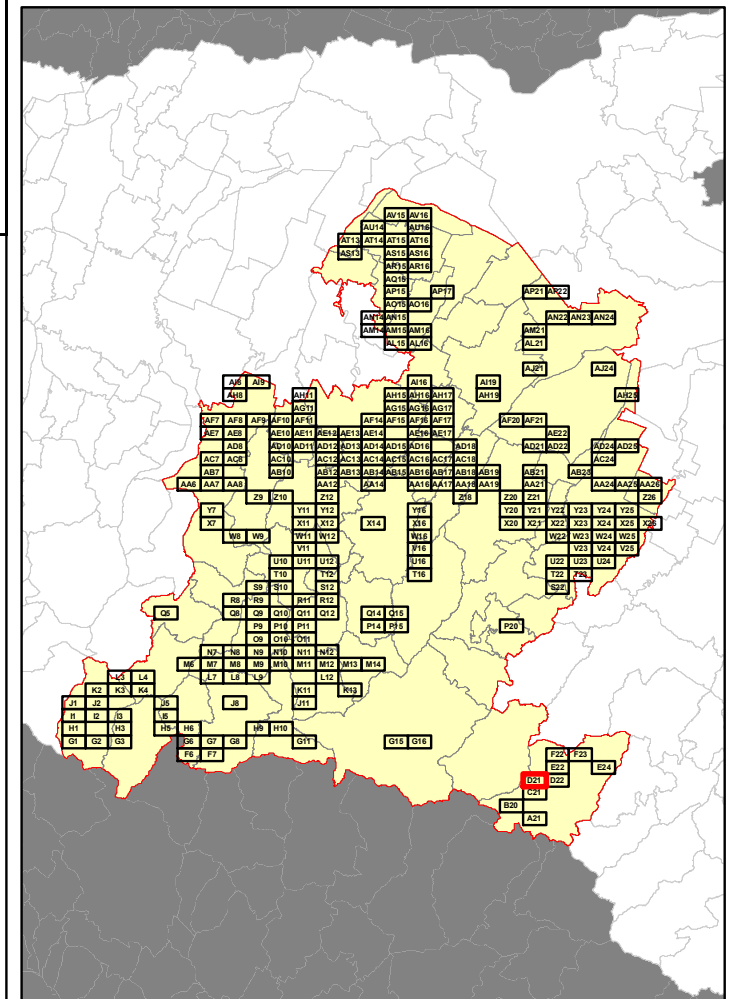 AV15 AV16
AU14 AU16
AT13 AT14 AT15 AT16
AS13 AS15 AS16
AR15 AR16
AQ15
AP15 AP17 AP21 AP22
AO15 AO16
AN14 AN15 AN22 AN23 AN24
AM14 AM15 AM16 AM21
AL15 AL16 AL21
AJ21 AJ24
AI8 AI9 AI16 AI19
AH8 AH11 AH15 AH16 AH17 AH19 AH25
AG11 AG15 AG16 AG17
AF7 AF8 AF9 AF10 AF11 AF14 AF15 AF16 AF17 AF20 AF21
AE7 AE8 AE10 AE11 AE12 AE13 AE14 AE16 AE17 AE22
AD8 AD10 AD11 AD12 AD13 AD14 AD15 AD16 AD18 AD21 AD22 AD24 AD25
AC7 AC8 AC10 AC12 AC13 AC14 AC15 AC16 AC17 AC18 AC24
AB7 AB10 AB12 AB13 AB14 AB15 AB16 AB17 AB18 AB19 AB21 AB23
AA6 AA7 AA8 AA12 AA14 AA16 AA17 AA18 AA19 AA21 AA24 AA25 AA26
Z9 Z10 Z12 Z18 Z20 Z21 Z26
Y7 Y11 Y12 Y16 Y20 Y21 Y22 Y23 Y24 Y25
X7 X11 X12 X14 X16 X20 X21 X22 X23 X24 X25 X26
W8 W9 W11 W12 W16 W22 W23 W24 W25
V11 V16 V23 V24 V25
U10 U11 U12 U16 U22 U23 U24
T10 T12 T16 T22 T23
S9 S10 S12 S22
R8 R9 R11 R12
Q5 Q8 Q9 Q10 Q11 Q12 Q14 Q15
P9 P10 P11 P14 P15 P20
O9 O10 O11
N7 N8 N9 N10 N11 N12
M6 M7 M8 M9 M10 M11 M12 M13 M14
L3 L4 L7 L8 L9 L12
K2 K3 K4 K11 K13
J1 J2 J5 J8 J11
I1 I2 I3 I5
H1 H3 H5 H6 H9 H10
G1 G2 G3 G6 G7 G8 G11 G15 G16
F6 F7 F22 F23
E22 E24
D21 D22
C21
B20
A21